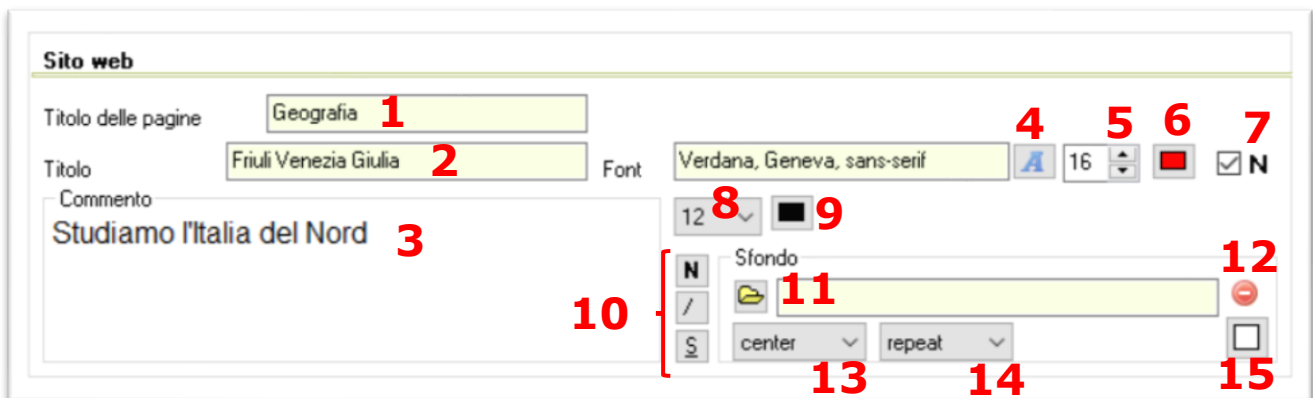 Sito web
Titolo delle pagine Geografia 1
4 5 6 7
Titolo Friuli Venezia Giulia 2 Font Verdana, Geneva, sans-serif A 16 N
Commento
Studiamo l'Italia del Nord 3
12 8 9
Sfondo 12
10 N 11
/
S center repeat
13 14 15